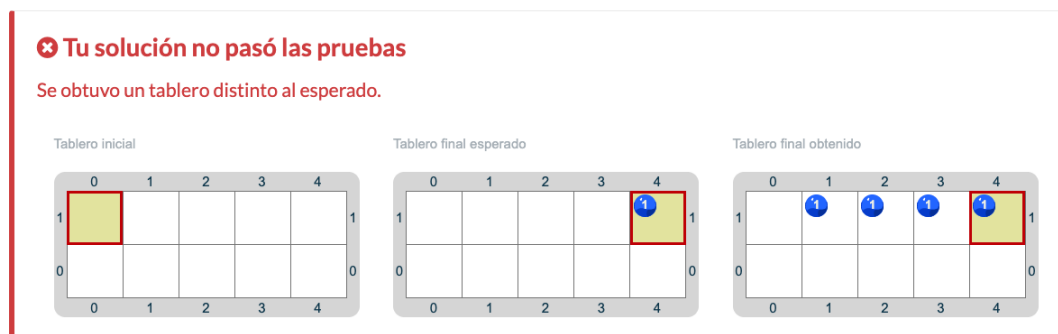 Tu solución no pasó las pruebas
Se obtuvo un tablero distinto al esperado.
Tablero inicial Tablero final esperado Tablero final obtenido
0 1 2 3 4 0 1 2 3 4 0 1 2 3 4
1 1 1 1 1 1 1 1 1 1 1
0 0 0 0 0 0
0 1 2 3 4 0 1 2 3 4 0 1 2 3 4